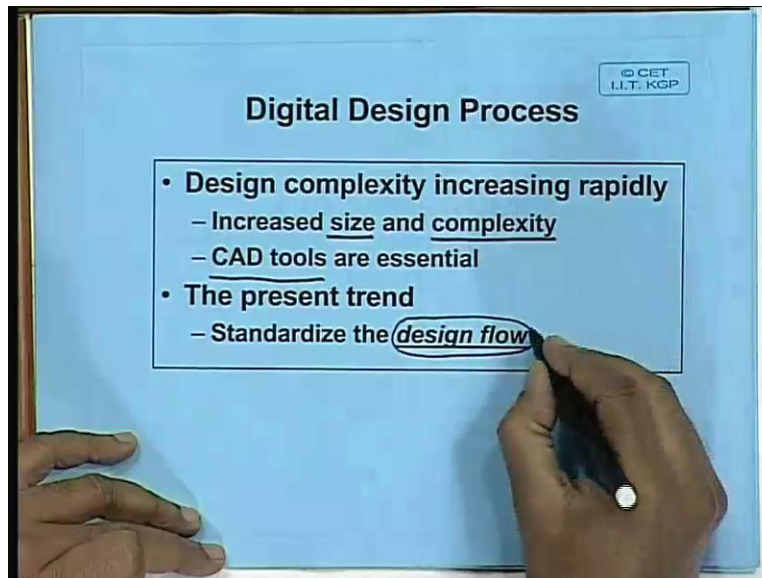 © CET
I.I.T. KGP
Digital Design Process
• Design complexity increasing rapidly
– Increased size and complexity
– CAD tools are essential
• The present trend
– Standardize the design flow